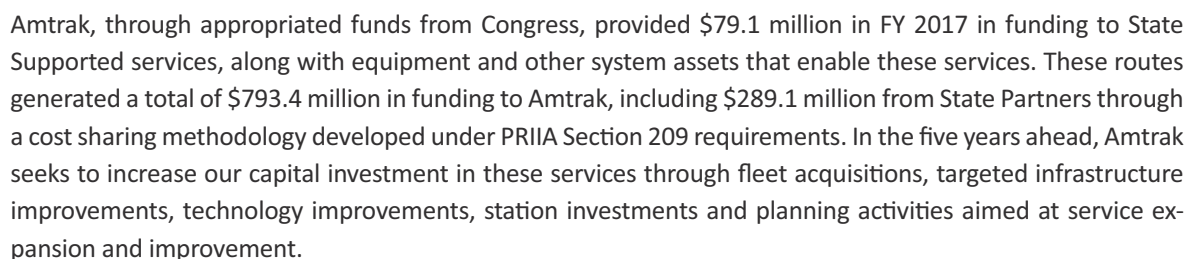 Amtrak, through appropriated funds from Congress, provided $79.1 million in FY 2017 in funding to State
Supported services, along with equipment and other system assets that enable these services. These routes
generated a total of $793.4 million in funding to Amtrak, including $289.1 million from State Partners through
a cost sharing methodology developed under PRIIA Section 209 requirements. In the five years ahead, Amtrak
seeks to increase our capital investment in these services through fleet acquisitions, targeted infrastructure
improvements, technology improvements, station investments and planning activities aimed at service ex-
pansion and improvement.